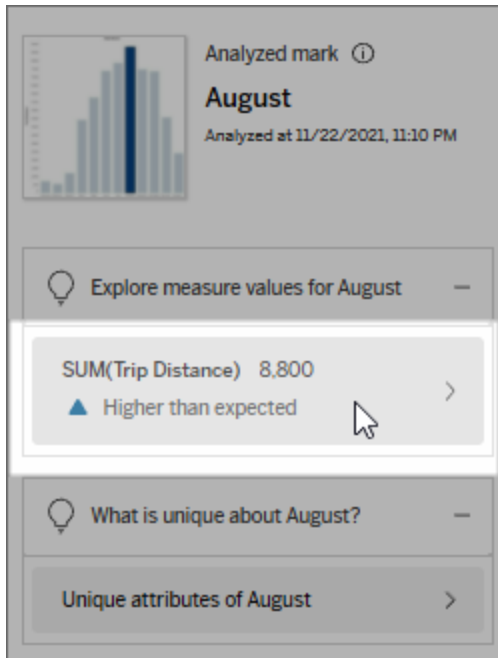 Analyzed mark
August
Analyzed at 11/22/2021, 11:10 PM
Explore measure values for August
SUM(Trip Distance) 8,800
Higher than expected
What is unique about August?
Unique attributes of August